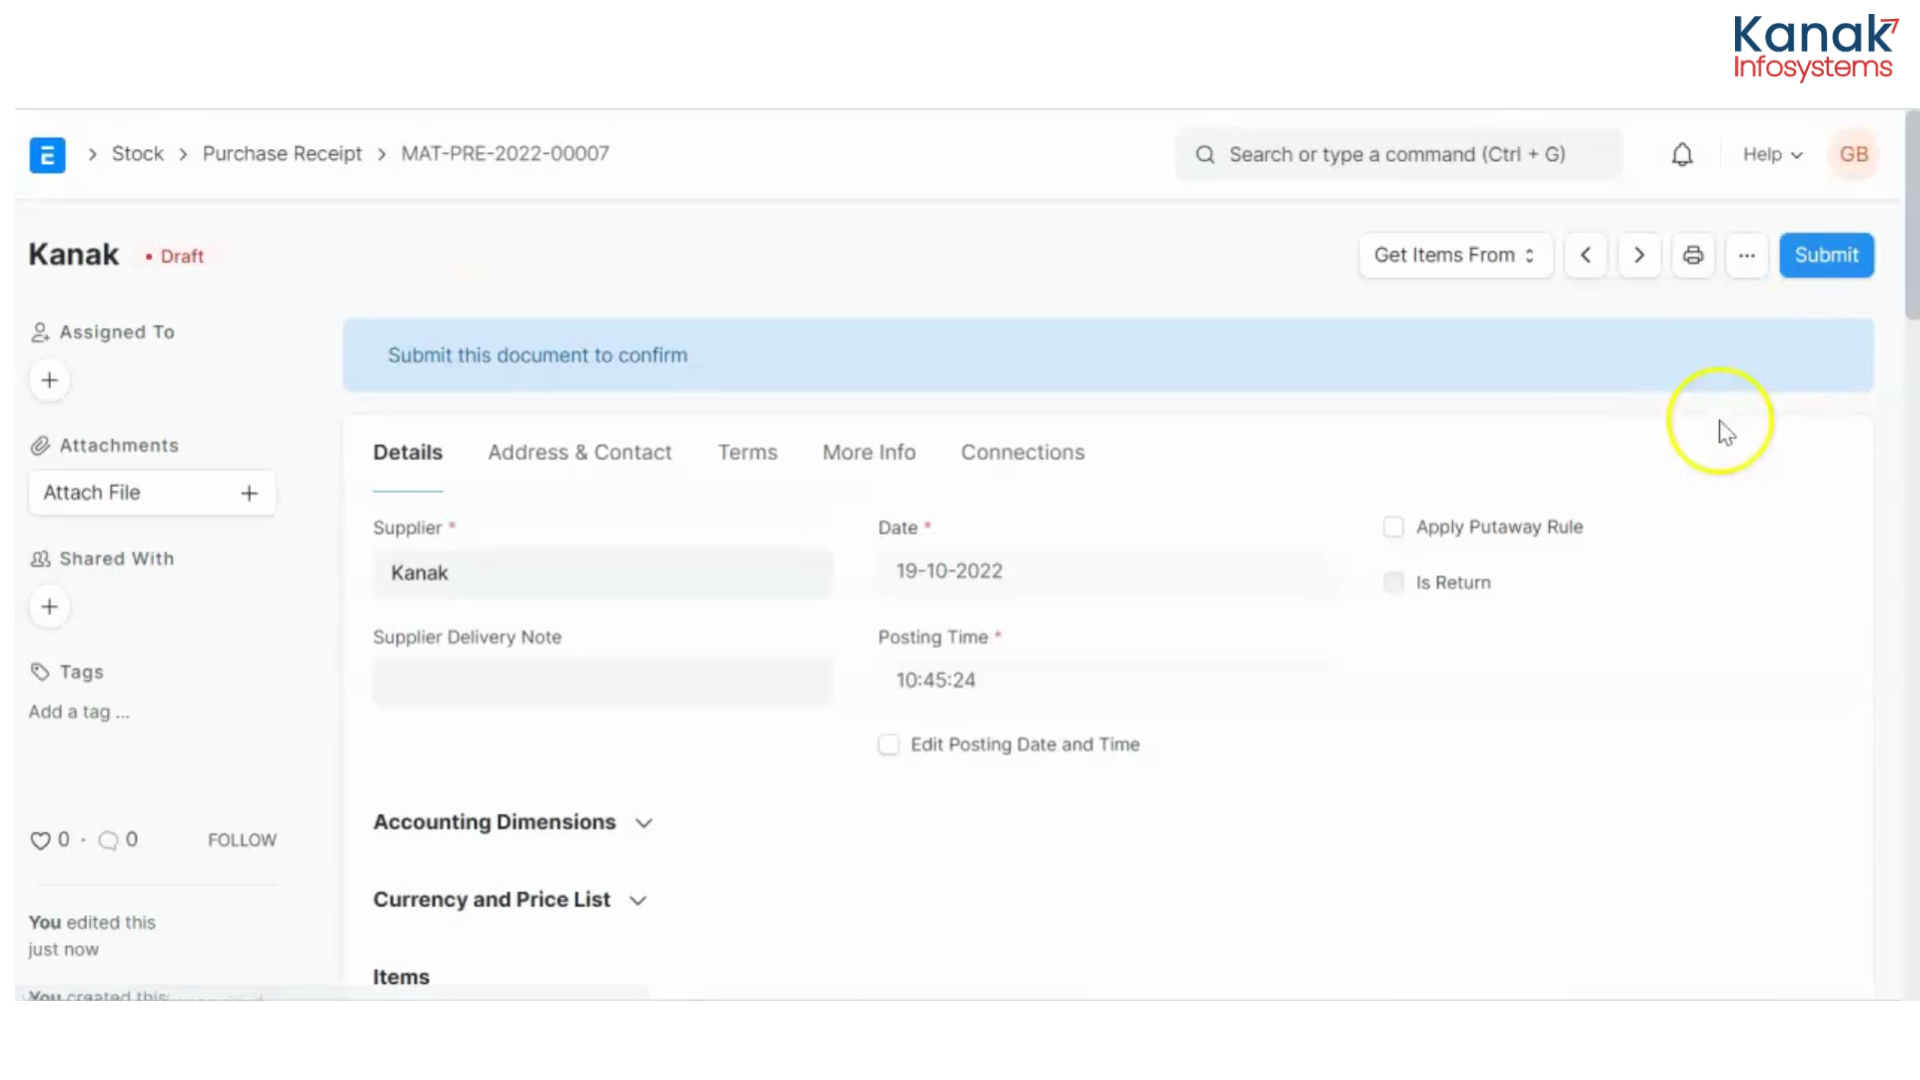 Kanak
Infosystems
E > Stock > Purchase Receipt > MAT-PRE-2022-00007
Search or type a command (Ctrl + G)
Help
GB
Kanak • Draft
Get Items From
Submit
Assigned To
Submit this document to confirm
Attachments
Attach File
Shared With
Tags
Add a tag ...
0 · 0 FOLLOW
You edited this
just now
You created this
Details Address & Contact Terms More Info Connections
Supplier *
Kanak
Supplier Delivery Note
Date *
19-10-2022
Posting Time *
10:45:24
Edit Posting Date and Time
Apply Putaway Rule
Is Return
Accounting Dimensions
Currency and Price List
Items